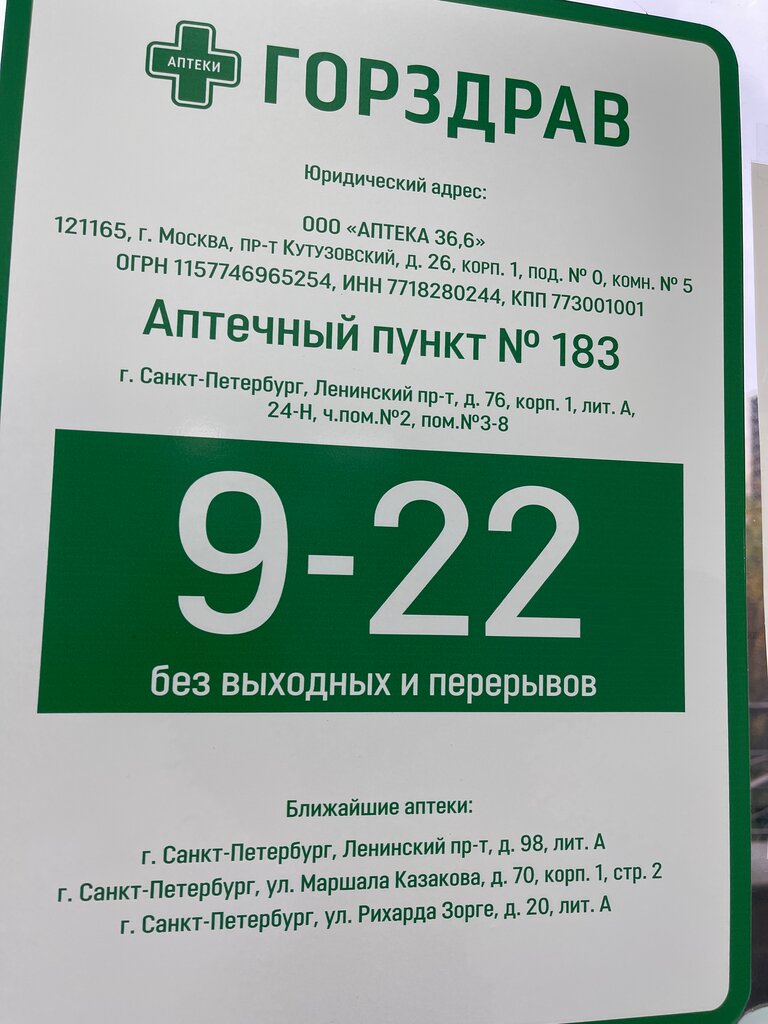 АПТЕКИ
ГОРЗДРАВ
Юридический адрес:
ООО «АПТЕКА 36,6»
121165, г. Москва, пр-т Кутузовский, д. 26, корп. 1, под. № 0, комн. № 5
ОГРН 1157746965254, ИНН 7718280244, КПП 773001001
Аптечный пункт № 183
г. Санкт-Петербург, Ленинский пр-т, д. 76, корп. 1, лит. А,
24-Н, ч.пом.№2, пом.№3-8
9-22
без выходных и перерывов
Ближайшие аптеки:
г. Санкт-Петербург, Ленинский пр-т, д. 98, лит. А
г. Санкт-Петербург, ул. Маршала Казакова, д. 70, корп. 1, стр. 2
г. Санкт-Петербург, ул. Рихарда Зорге, д. 20, лит. А